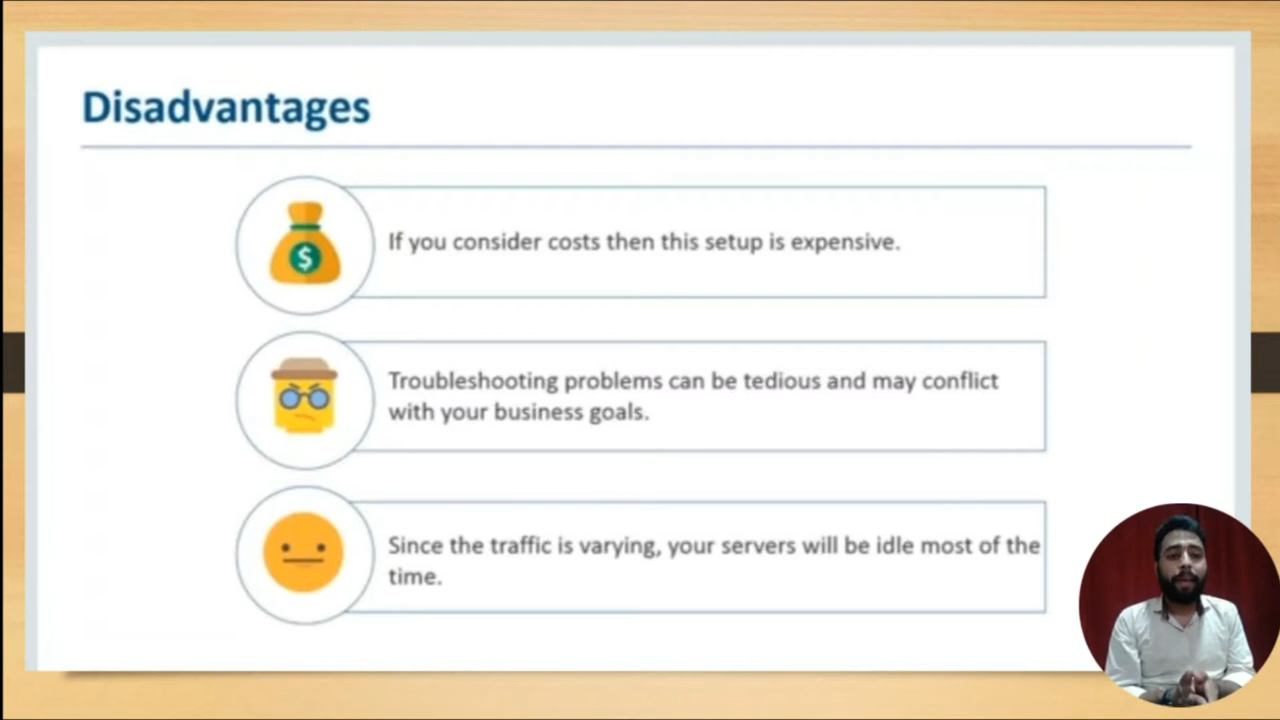 Disadvantages
$
If you consider costs then this setup is expensive.
Troubleshooting problems can be tedious and may conflict
with your business goals.
Since the traffic is varying, your servers will be idle most of the
time.